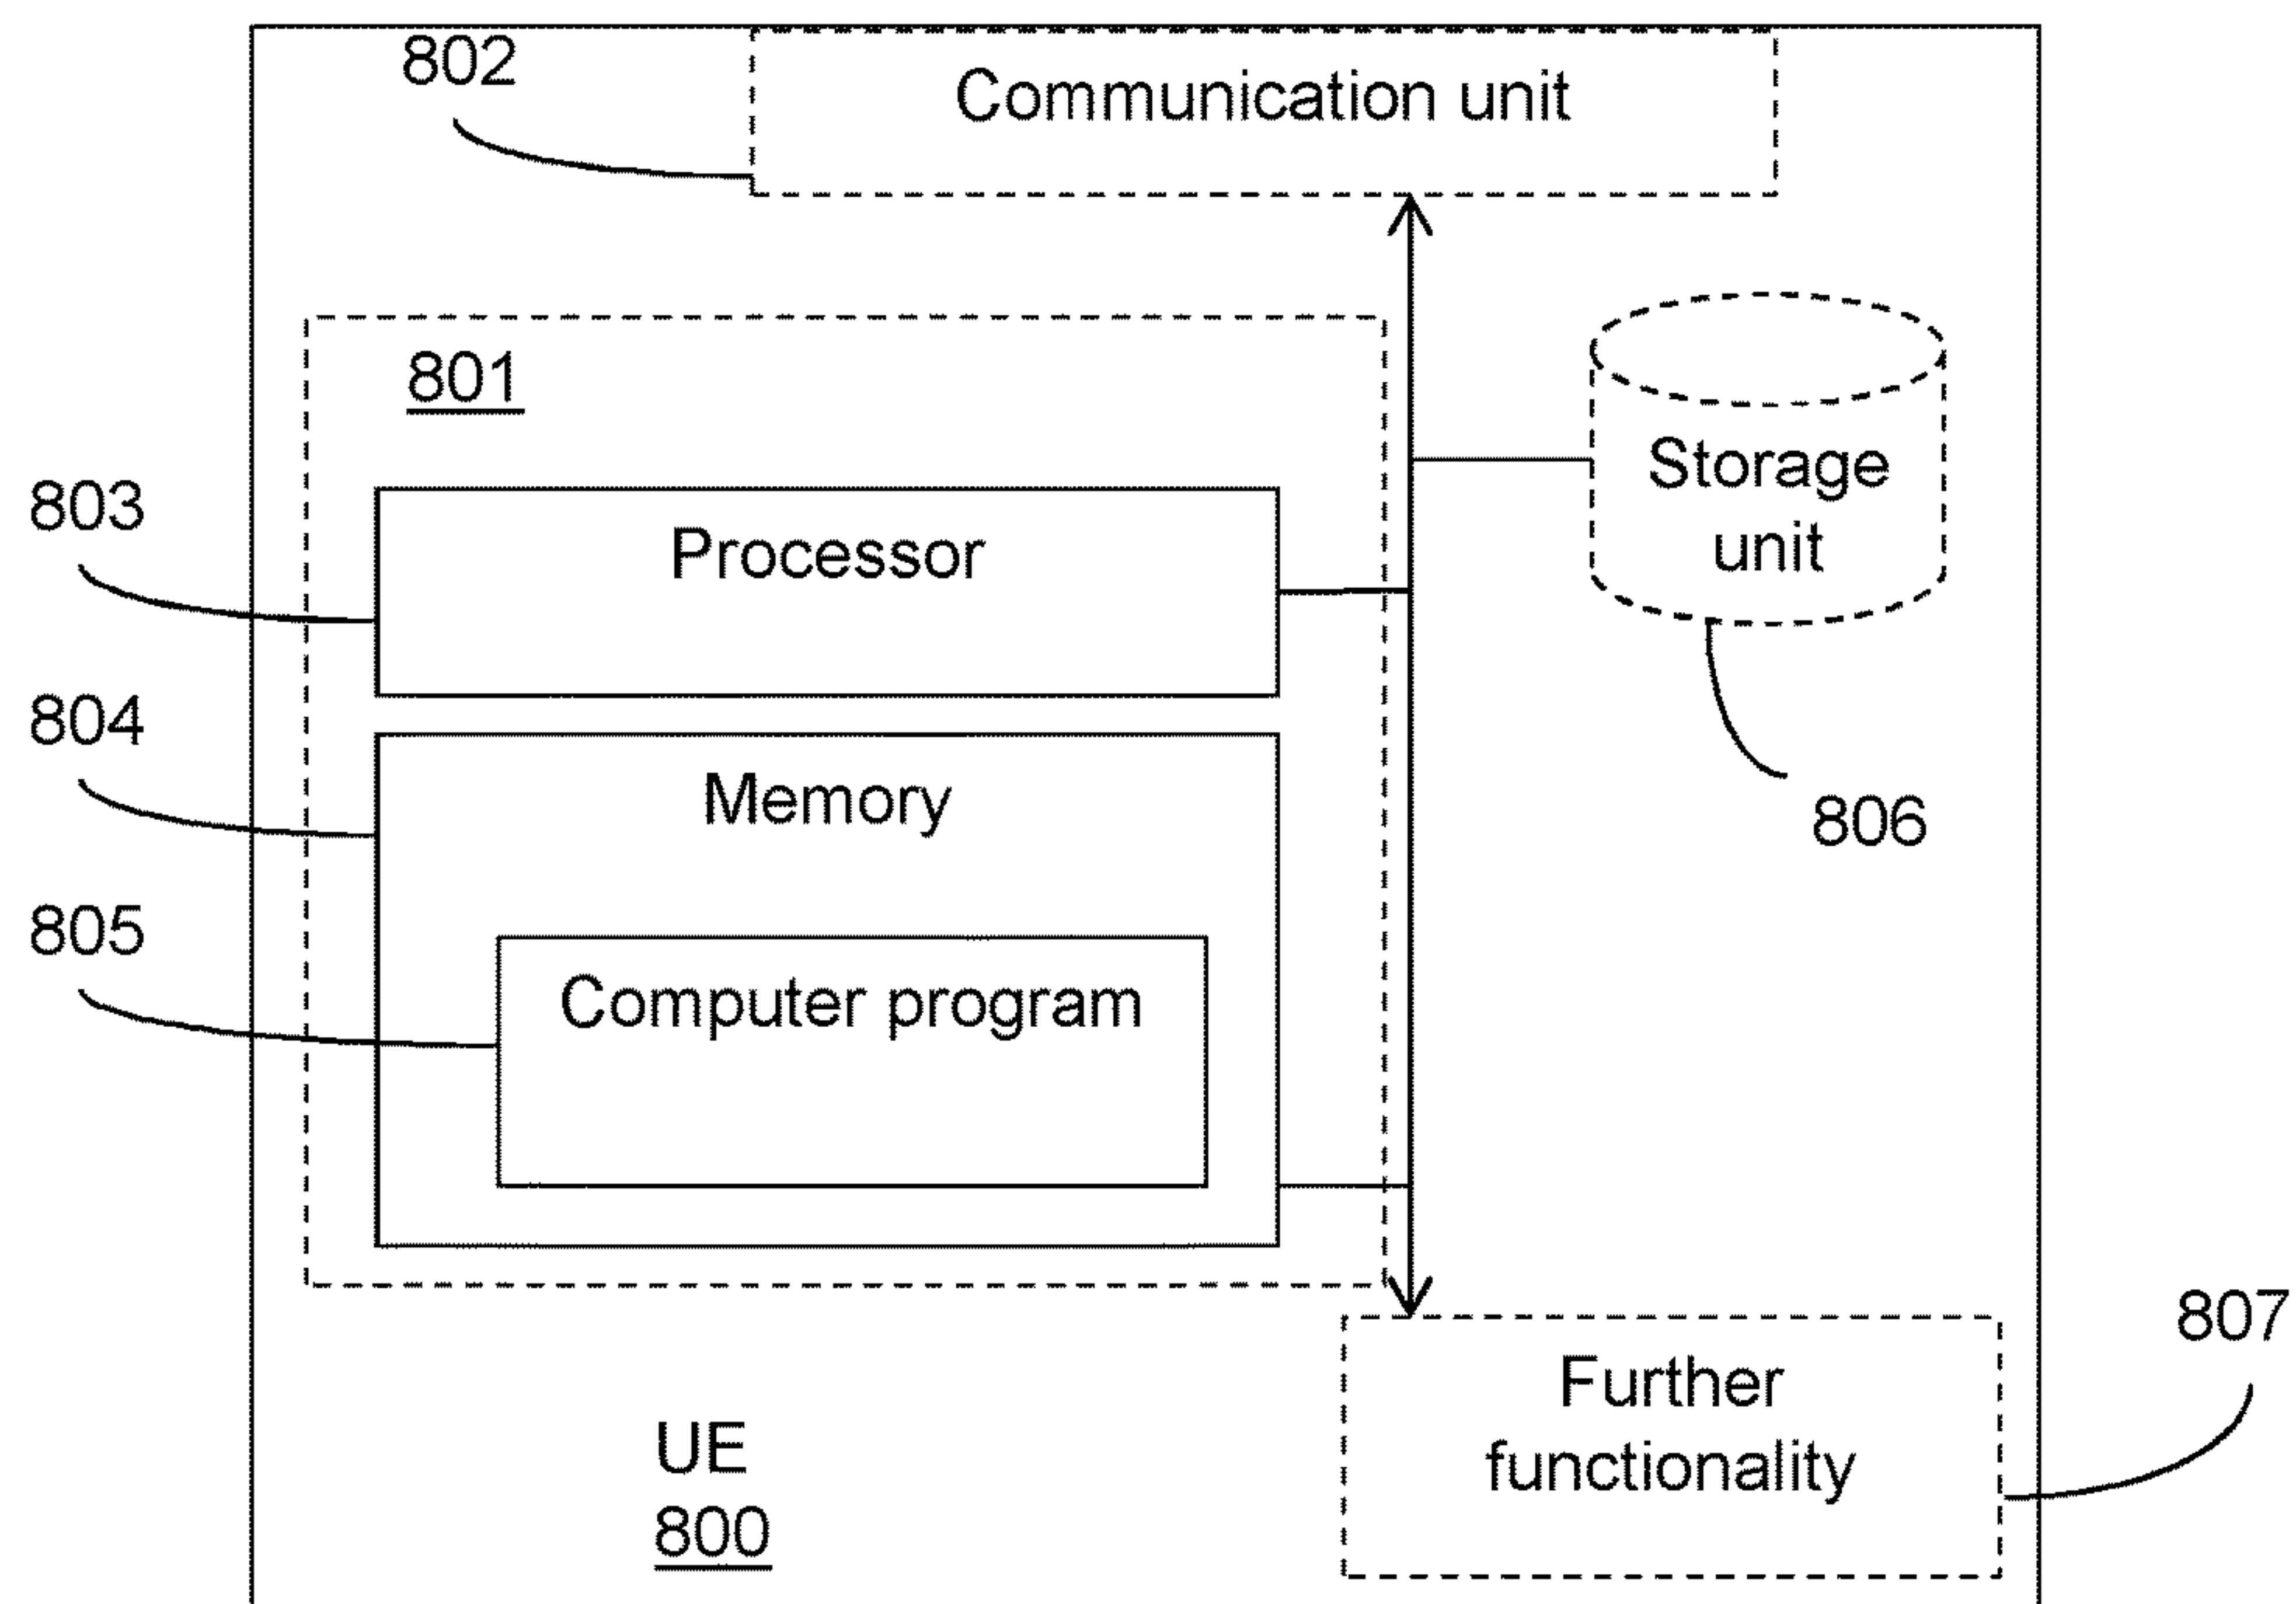 802
Communication unit
801
803
Processor
Storage
unit
804
Memory
806
805
Computer program
807
Further
functionality
UE
800